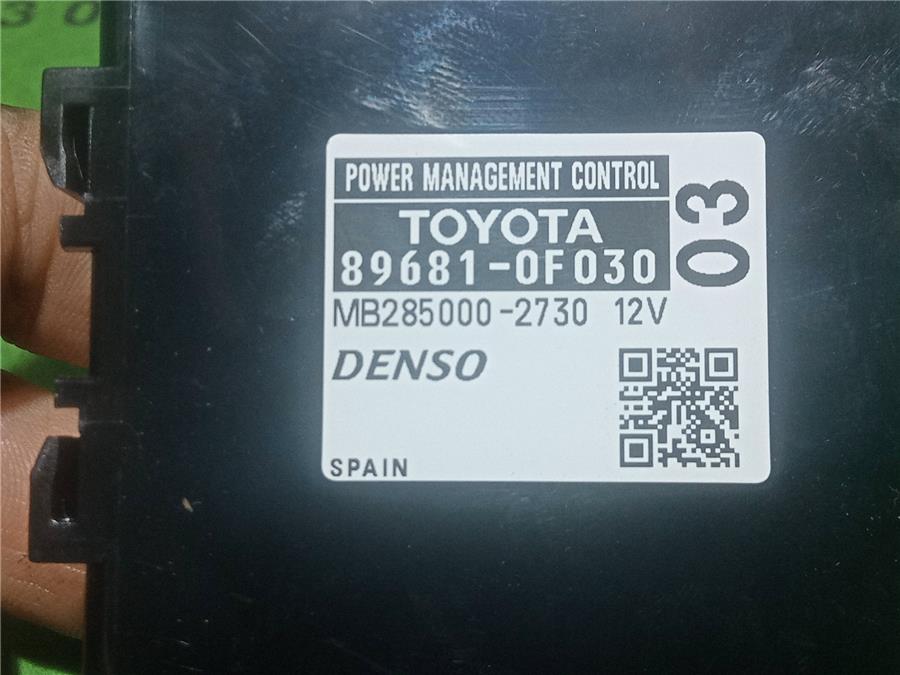 POWER MANAGEMENT CONTROL
TOYOTA
89681-0F030
03
MB285000-2730 12V
DENSO
SPAIN